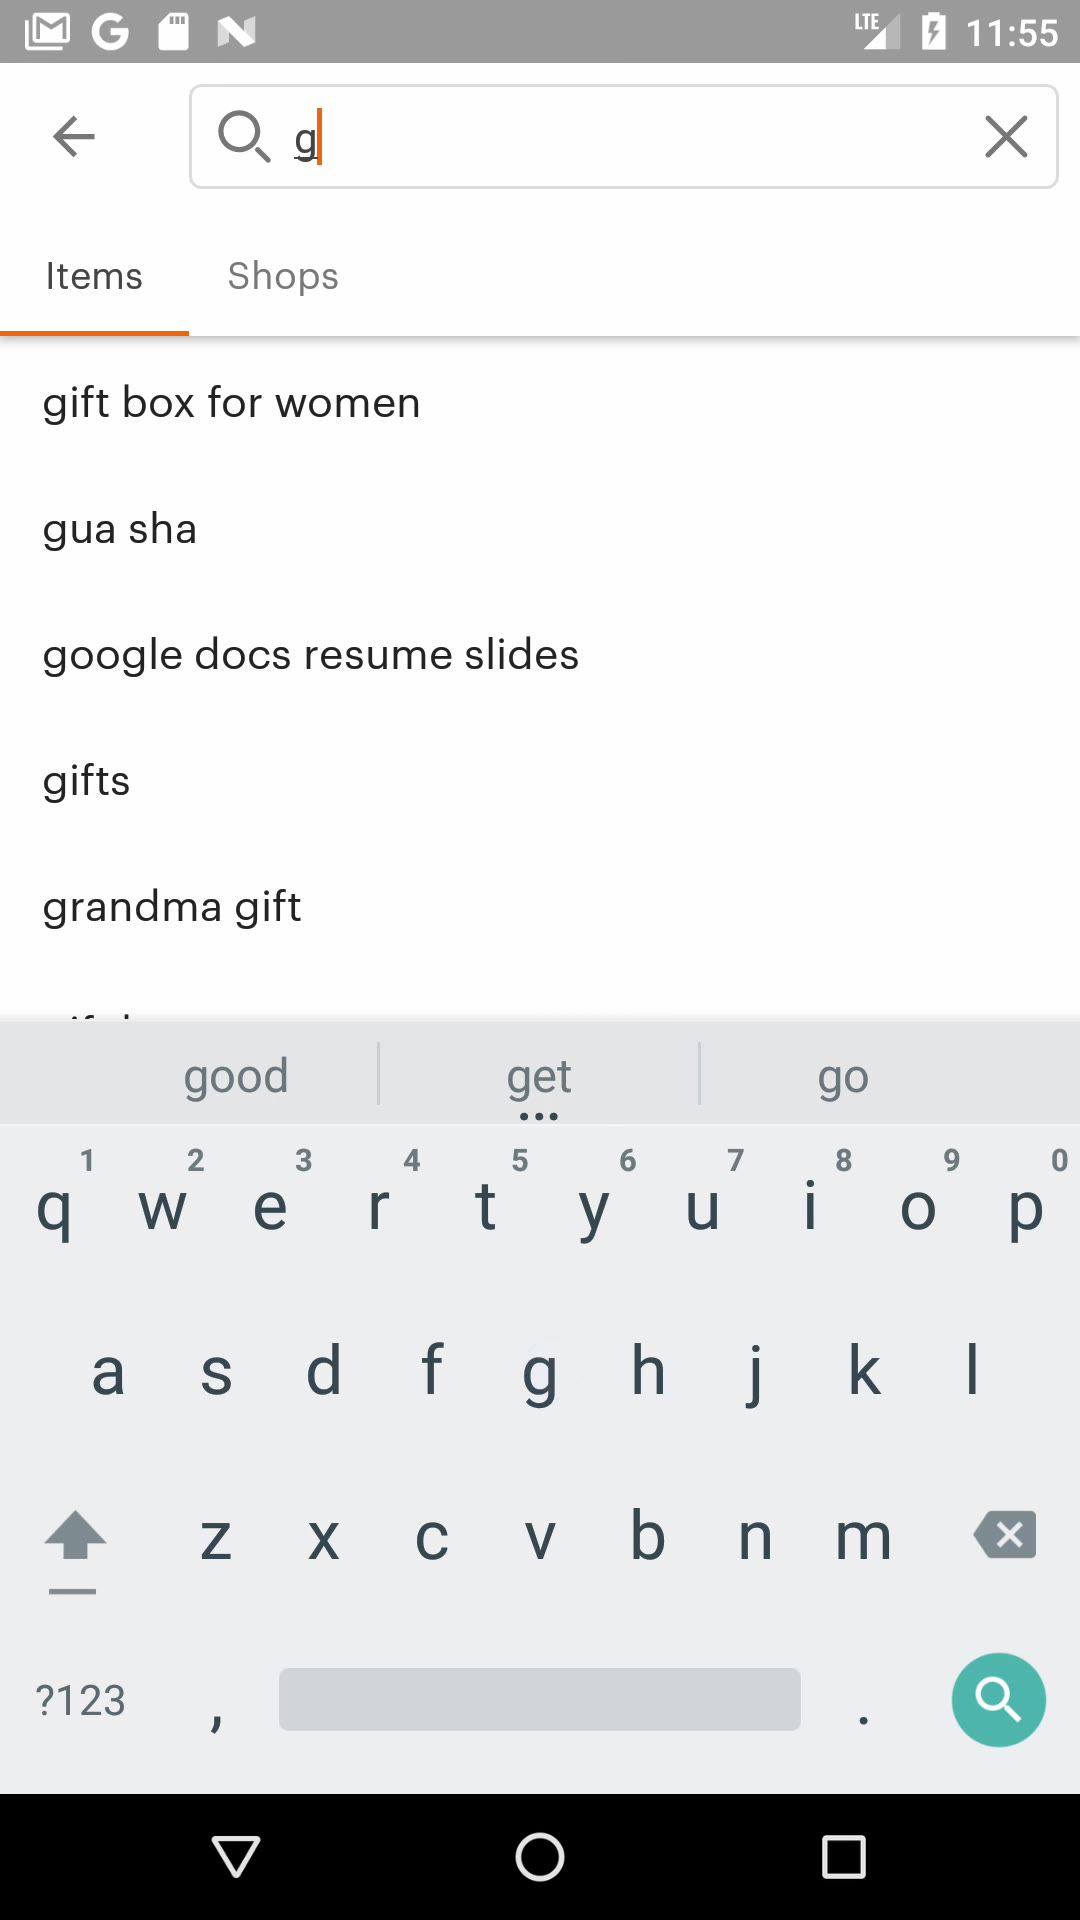 LTE 11:55
g
Items Shops
gift box for women
gua sha
google docs resume slides
gifts
grandma gift
good get go
1 2 3 4 5 6 7 8 9 0
q w e r t y u i o p
a s d f g h j k l
z x c v b n m
?123 , .